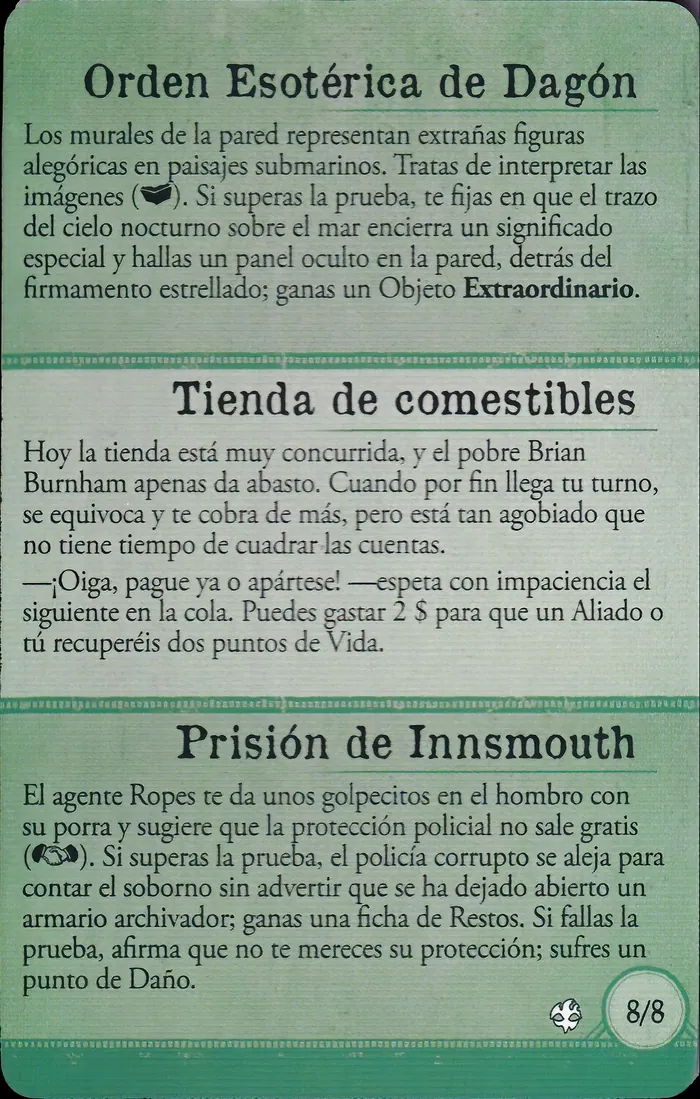 Orden Esotérica de Dagón
Los murales de la pared representan extrañas figuras
alegóricas en paisajes submarinos. Tratas de interpretar las
imágenes (). Si superas la prueba, te fijas en que el trazo
del cielo nocturno sobre el mar encierra un significado
especial y hallas un panel oculto en la pared, detrás del
firmamento estrellado; ganas un Objeto Extraordinario.
Tienda de comestibles
Hoy la tienda está muy concurrida, y el pobre Brian
Burnham apenas da abasto. Cuando por fin llega tu turno,
se equivoca y te cobra de más, pero está tan agobiado que
no tiene tiempo de cuadrar las cuentas.
—¡Oiga, pague ya o apártese! —espeta con impaciencia el
siguiente en la cola. Puedes gastar 2 $ para que un Aliado o
tú recuperéis dos puntos de Vida.
Prisión de Innsmouth
El agente Ropes te da unos golpecitos en el hombro con
su porra y sugiere que la protección policial no sale gratis
(). Si superas la prueba, el policía corrupto se aleja para
contar el soborno sin advertir que se ha dejado abierto un
armario archivador; ganas una ficha de Restos. Si fallas la
prueba, afirma que no te mereces su protección; sufres un
punto de Daño.
8/8